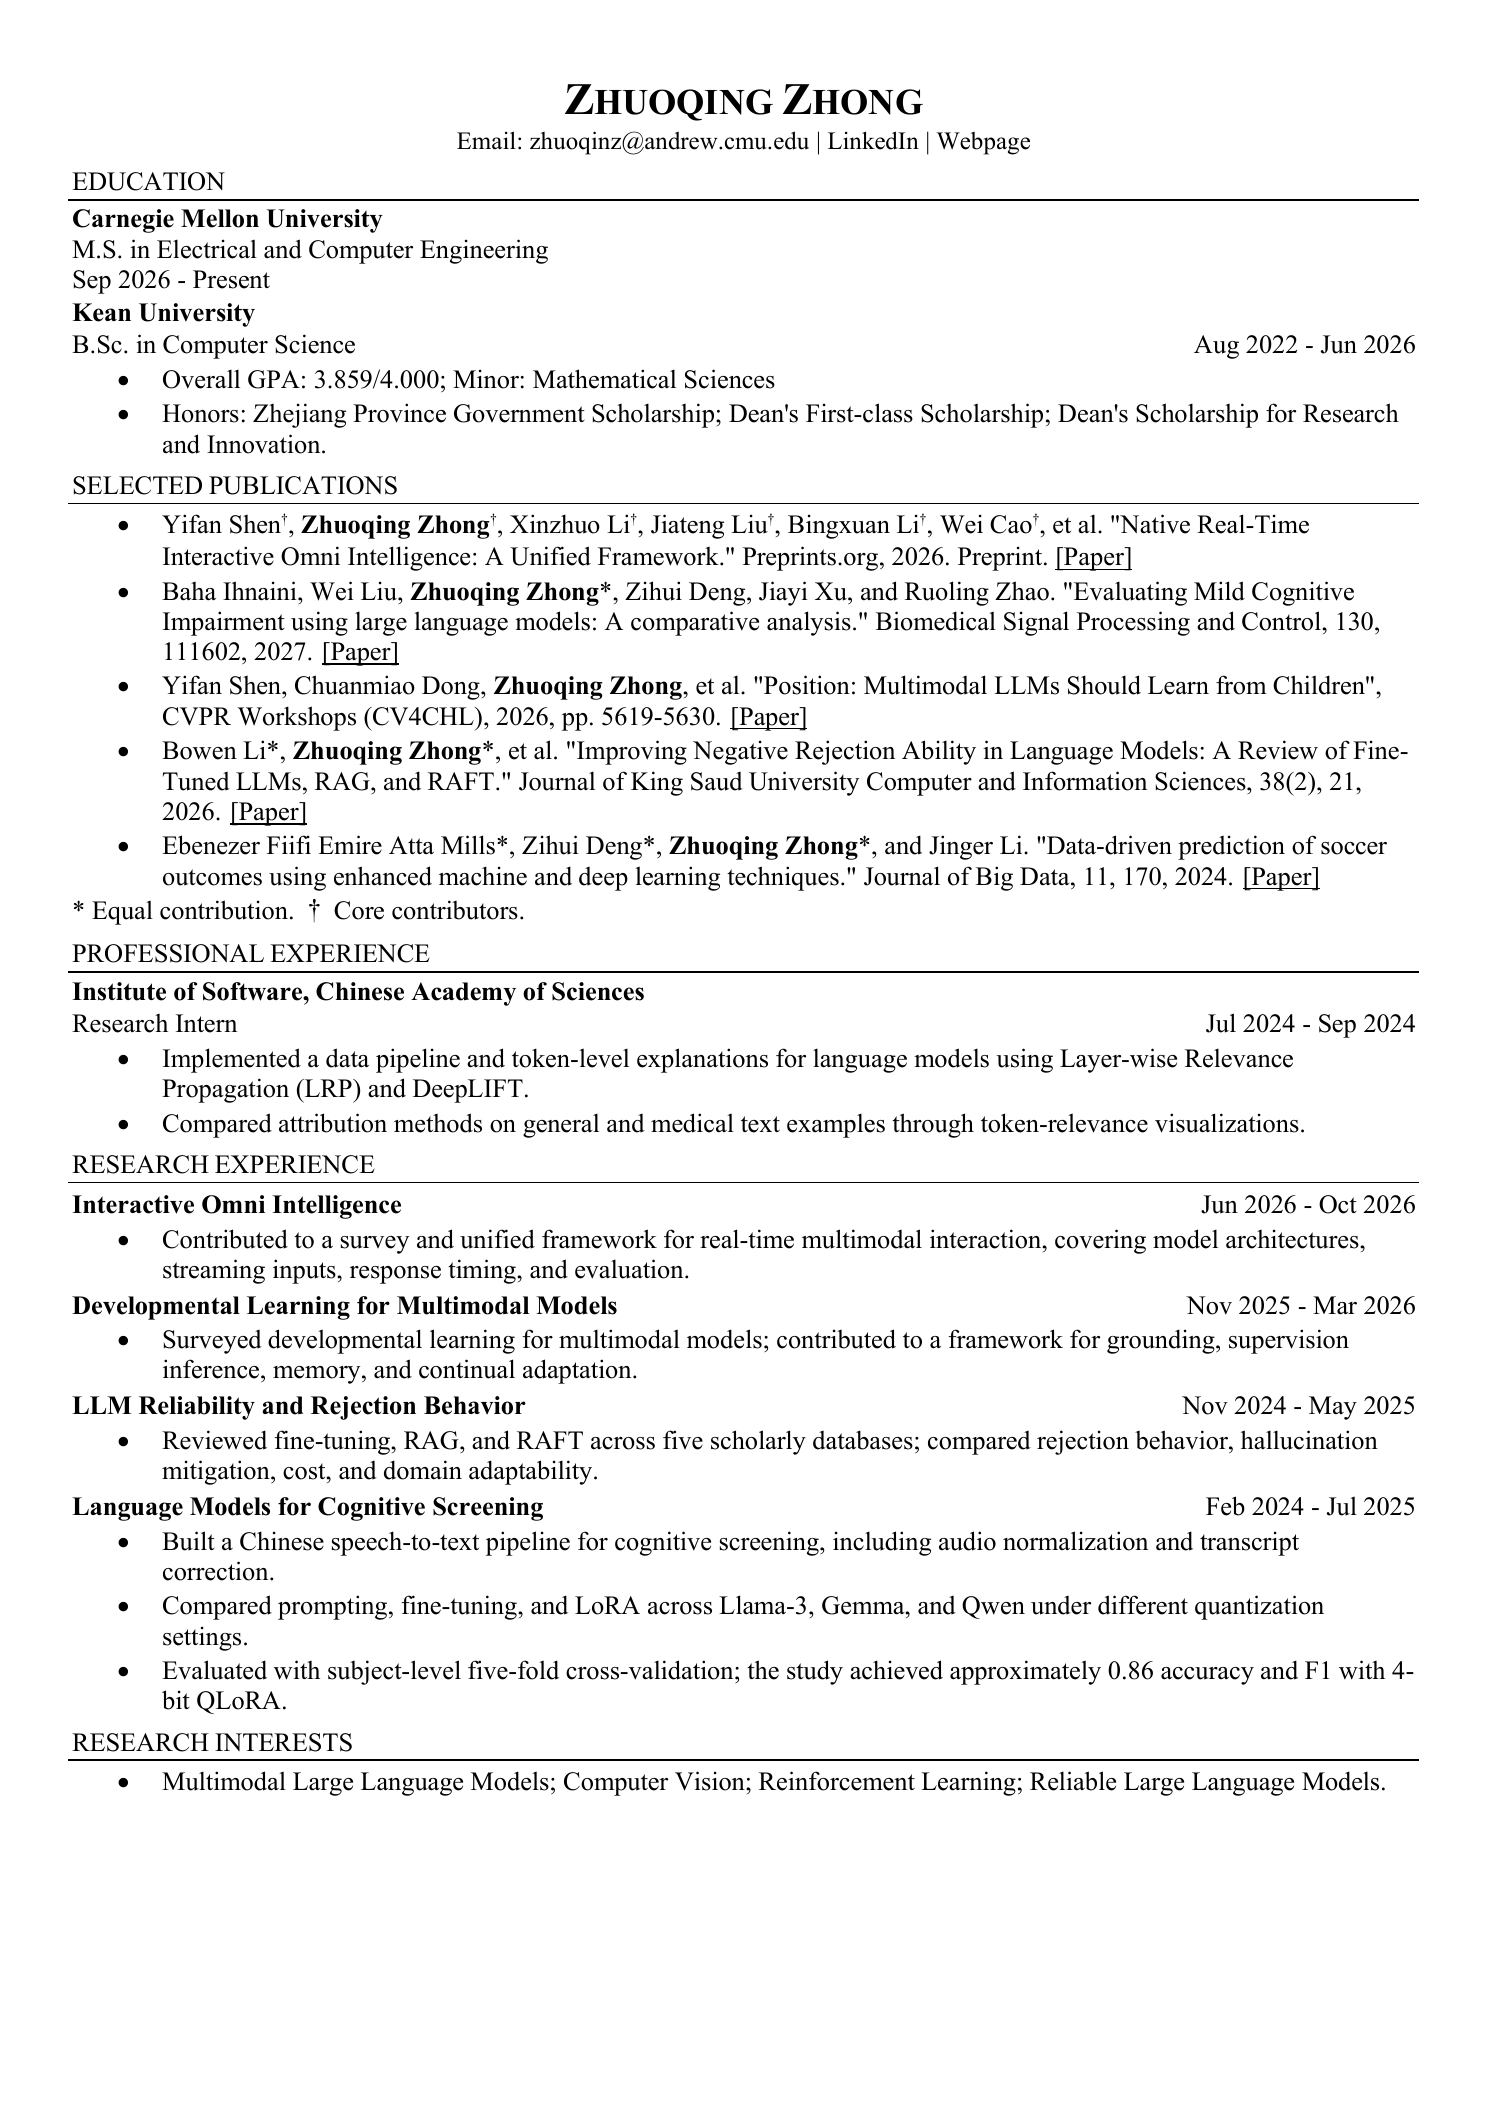 ZHUOQING ZHONG
Email: zhuoqinz@andrew.cmu.edu | LinkedIn | Webpage
EDUCATION
Carnegie Mellon University
M.S. in Electrical and Computer Engineering
Sep 2026 - Present
Kean University
B.Sc. in Computer Science Aug 2022 - Jun 2026
• Overall GPA: 3.859/4.000; Minor: Mathematical Sciences
• Honors: Zhejiang Province Government Scholarship; Dean's First-class Scholarship; Dean's Scholarship for Research
and Innovation.
SELECTED PUBLICATIONS
• Yifan Shen†, Zhuoqing Zhong†, Xinzhuo Li†, Jiateng Liu†, Bingxuan Li†, Wei Cao†, et al. "Native Real-Time
Interactive Omni Intelligence: A Unified Framework." Preprints.org, 2026. Preprint. [Paper]
• Baha Ihnaini, Wei Liu, Zhuoqing Zhong*, Zihui Deng, Jiayi Xu, and Ruoling Zhao. "Evaluating Mild Cognitive
Impairment using large language models: A comparative analysis." Biomedical Signal Processing and Control, 130,
111602, 2027. [Paper]
• Yifan Shen, Chuanmiao Dong, Zhuoqing Zhong, et al. "Position: Multimodal LLMs Should Learn from Children",
CVPR Workshops (CV4CHL), 2026, pp. 5619-5630. [Paper]
• Bowen Li*, Zhuoqing Zhong*, et al. "Improving Negative Rejection Ability in Language Models: A Review of Fine-
Tuned LLMs, RAG, and RAFT." Journal of King Saud University Computer and Information Sciences, 38(2), 21,
2026. [Paper]
• Ebenezer Fiifi Emire Atta Mills*, Zihui Deng*, Zhuoqing Zhong*, and Jinger Li. "Data-driven prediction of soccer
outcomes using enhanced machine and deep learning techniques." Journal of Big Data, 11, 170, 2024. [Paper]
* Equal contribution. † Core contributors.
PROFESSIONAL EXPERIENCE
Institute of Software, Chinese Academy of Sciences
Research Intern Jul 2024 - Sep 2024
• Implemented a data pipeline and token-level explanations for language models using Layer-wise Relevance
Propagation (LRP) and DeepLIFT.
• Compared attribution methods on general and medical text examples through token-relevance visualizations.
RESEARCH EXPERIENCE
Interactive Omni Intelligence Jun 2026 - Oct 2026
• Contributed to a survey and unified framework for real-time multimodal interaction, covering model architectures,
streaming inputs, response timing, and evaluation.
Developmental Learning for Multimodal Models Nov 2025 - Mar 2026
• Surveyed developmental learning for multimodal models; contributed to a framework for grounding, supervision
inference, memory, and continual adaptation.
LLM Reliability and Rejection Behavior Nov 2024 - May 2025
• Reviewed fine-tuning, RAG, and RAFT across five scholarly databases; compared rejection behavior, hallucination
mitigation, cost, and domain adaptability.
Language Models for Cognitive Screening Feb 2024 - Jul 2025
• Built a Chinese speech-to-text pipeline for cognitive screening, including audio normalization and transcript
correction.
• Compared prompting, fine-tuning, and LoRA across Llama-3, Gemma, and Qwen under different quantization
settings.
• Evaluated with subject-level five-fold cross-validation; the study achieved approximately 0.86 accuracy and F1 with 4-
bit QLoRA.
RESEARCH INTERESTS
• Multimodal Large Language Models; Computer Vision; Reinforcement Learning; Reliable Large Language Models.